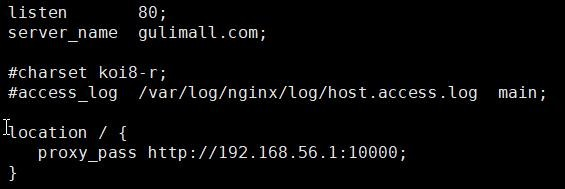 listen       80;
server_name  gulimall.com;
#charset koi8-r;
#access_log  /var/log/nginx/log/host.access.log  main;
location / {
   proxy_pass http://192.168.56.1:10000;
}